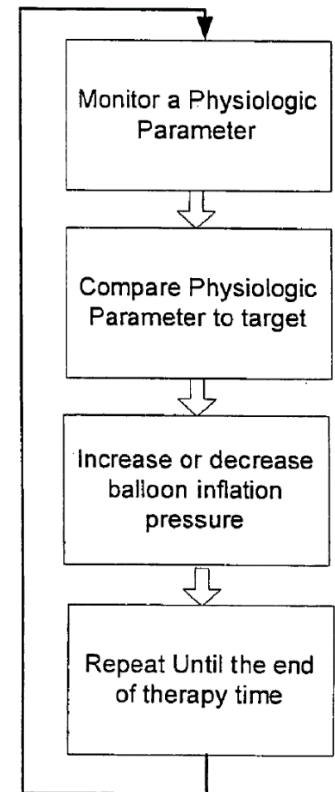 Monitor a Physiologic
Parameter
Compare Physiologic
Parameter to target
Increase or decrease
balloon inflation
pressure
Repeat Until the end
of therapy time